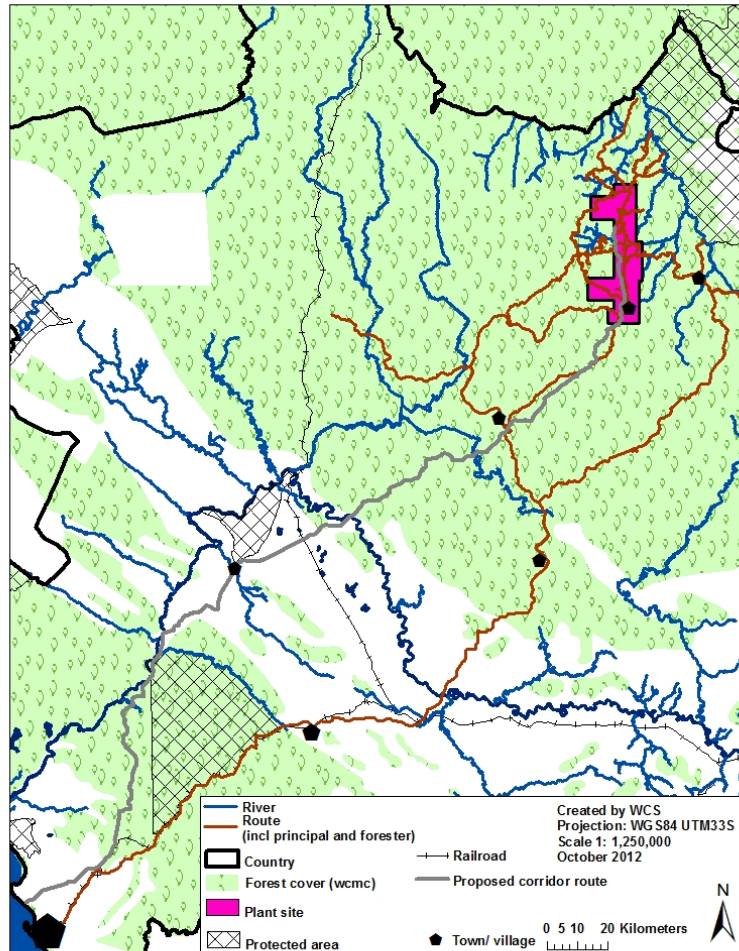 River
Route
(incl principal and forester)
Country
Forest cover (wcmc)
Plant site
Protected area
Railroad
Proposed corridor route
Town/ village
Created by WCS
Projection: WGS84 UTM33S
Scale 1: 1,250,000
October 2012
N
0 5 10 20 Kilometers